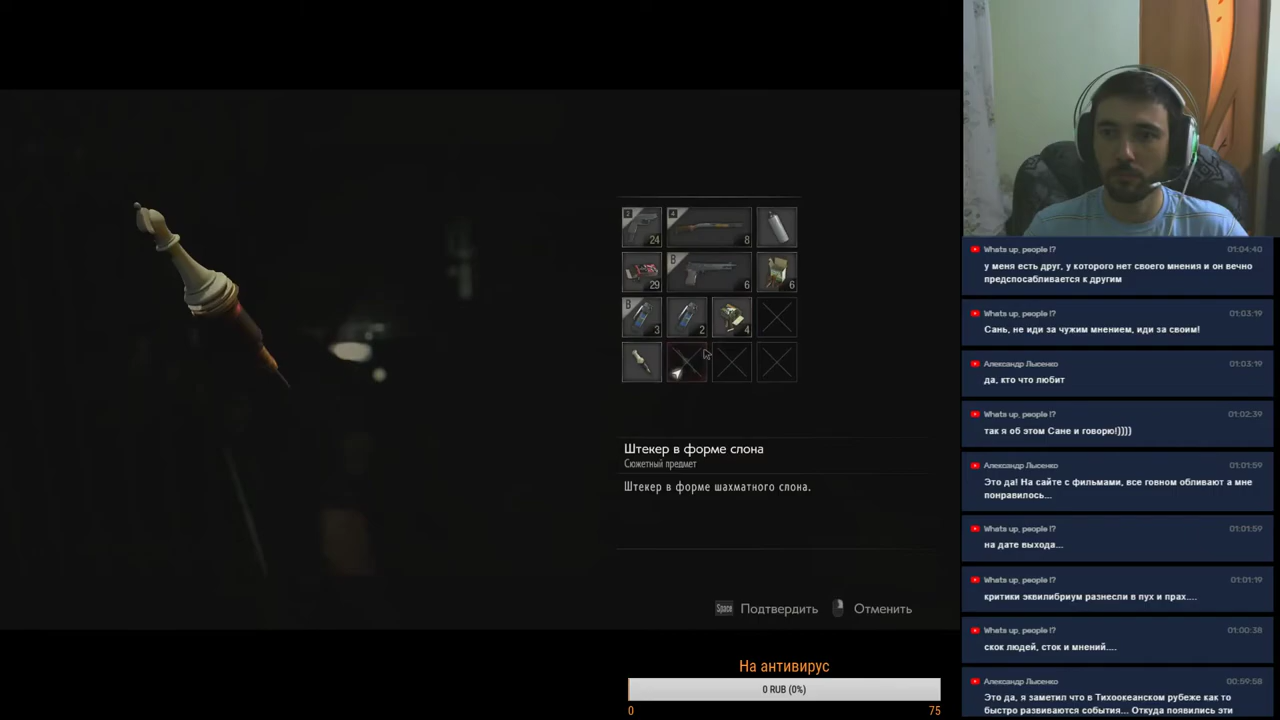 2
24
4
8
29
B
6
6
B
3
2
4
Штекер в форме слона
Сюжетный предмет
Штекер в форме шахматного слона.
Space Подтвердить Отменить
На антивирус
0 RUB (0%)
0 75
Whats up, people !? 01:04:40
у меня есть друг, у которого нет своего мнения и он вечно
предспосабливается к другим
Whats up, people !? 01:03:19
Сань, не иди за чужим мнением, иди за своим!
Александр Лысенко 01:03:19
да, кто что любит
Whats up, people !? 01:02:39
так я об этом Сане и говорю!))))
Александр Лысенко 01:01:59
Это да! На сайте с фильмами, все говном обливают а мне
понравилось...
Whats up, people !? 01:01:59
на дате выхода...
Whats up, people !? 01:01:19
критики эквилибриум разнесли в пух и прах....
Whats up, people !? 01:00:38
скок людей, сток и мнений....
Александр Лысенко 00:59:58
Это да, я заметил что в Тихоокеанском рубеже как то
быстро развиваются события... Откуда появились эти